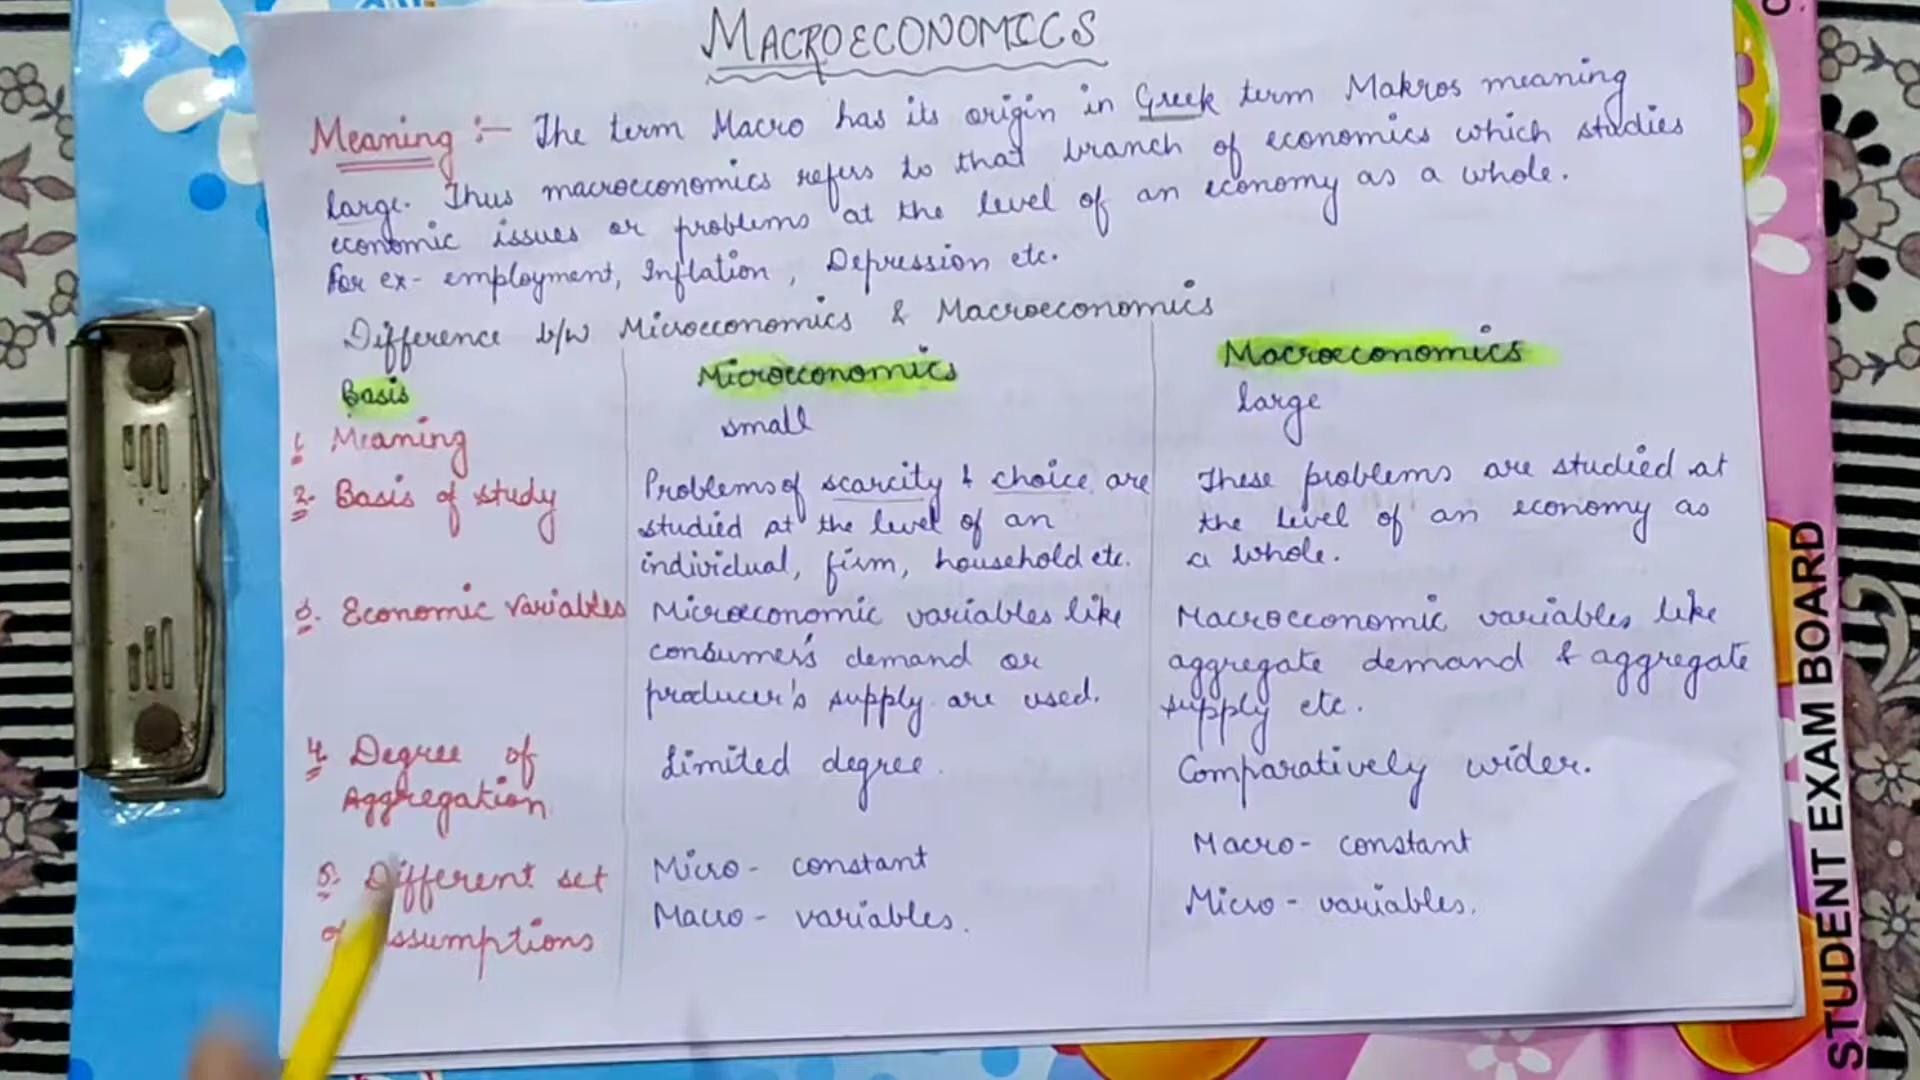 MACROECONOMICS
Meaning :- The term Macro has its origin in Greek term Makros meaning
large. Thus macroeconomics refers to that branch of economics which studies
economic issues or problems at the level of an economy as a whole.
For ex- employment, Inflation, Depression etc.
Difference b/w Microeconomics & Macroeconomics
Basis Microeconomics Macroeconomics
1. Meaning small large
2. Basis of study Problems of scarcity & choice are These problems are studied at
studied at the level of an the level of an economy as
individual, firm, household etc. a whole.
3. Economic Variables Microeconomic variables like Macroeconomic variables like
consumer's demand or aggregate demand & aggregate
producer's supply are used. supply etc.
4. Degree of Limited degree. Comparatively wider.
Aggregation
5. Different set Micro - constant Macro - constant
of assumptions Macro - variables. Micro - variables.
STUDENT EXAM BOARD